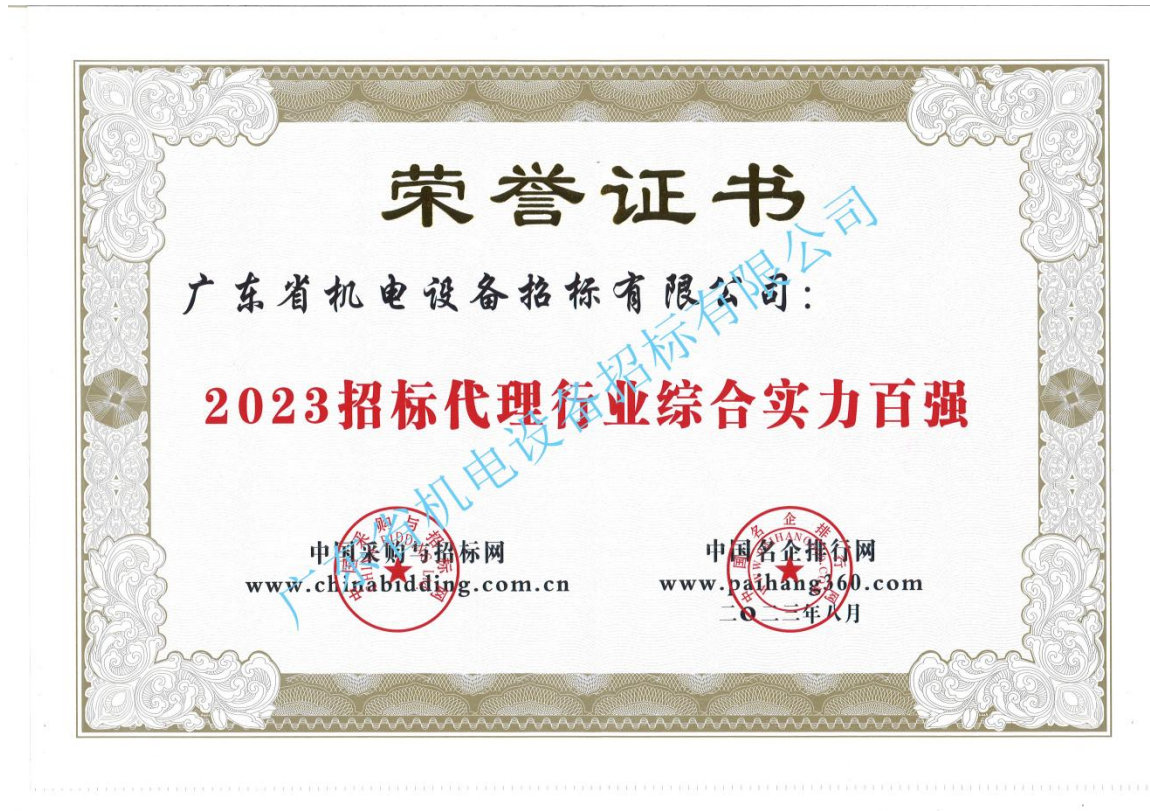 荣誉证书
广东省机电设备招标有限公司：
2023招标代理行业综合实力百强
中国采购与招标网
www.chinabidding.com.cn
中国名企排行网
www.paihang360.com
二〇二三年八月
广东省机电设备招标有限公司